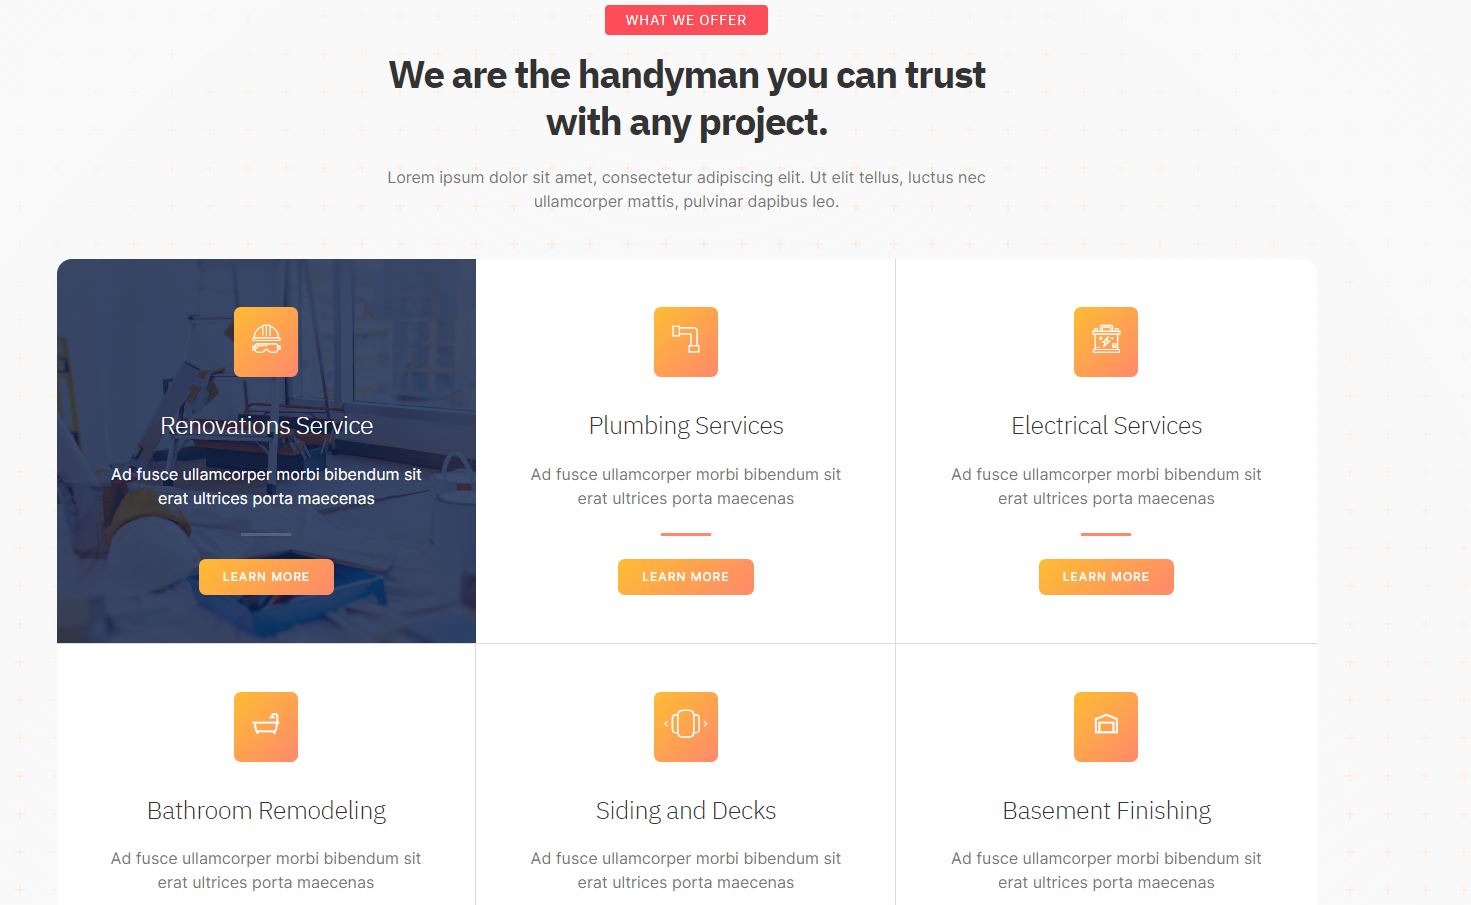 WHAT WE OFFER
We are the handyman you can trust
with any project.
Lorem ipsum dolor sit amet, consectetur adipiscing elit. Ut elit tellus, luctus nec
ullamcorper mattis, pulvinar dapibus leo.
Renovations Service
Ad fusce ullamcorper morbi bibendum sit
erat ultrices porta maecenas
LEARN MORE
Plumbing Services
Ad fusce ullamcorper morbi bibendum sit
erat ultrices porta maecenas
LEARN MORE
Electrical Services
Ad fusce ullamcorper morbi bibendum sit
erat ultrices porta maecenas
LEARN MORE
Bathroom Remodeling
Ad fusce ullamcorper morbi bibendum sit
erat ultrices porta maecenas
Siding and Decks
Ad fusce ullamcorper morbi bibendum sit
erat ultrices porta maecenas
Basement Finishing
Ad fusce ullamcorper morbi bibendum sit
erat ultrices porta maecenas